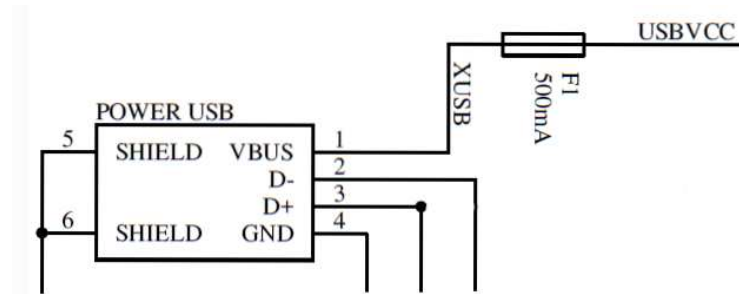 USBVCC
F1
500mA
XUSB
POWER USB
5 SHIELD VBUS 1
D- 2
D+ 3
6 SHIELD GND 4